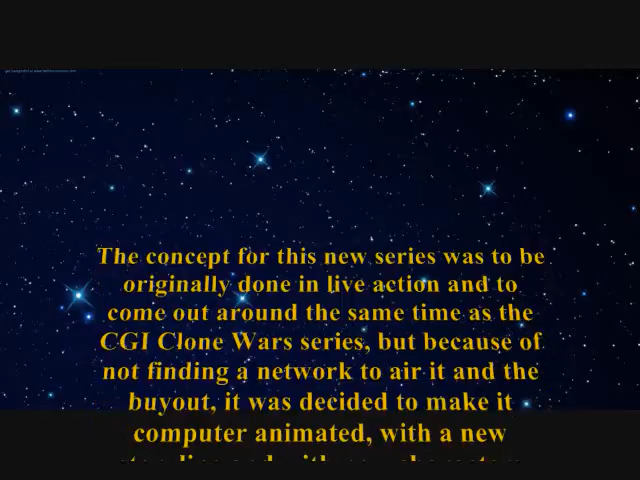 The concept for this new series was to be
originally done in live action and to
come out around the same time as the
CGI Clone Wars series, but because of
not finding a network to air it and the
buyout, it was decided to make it
computer animated, with a new